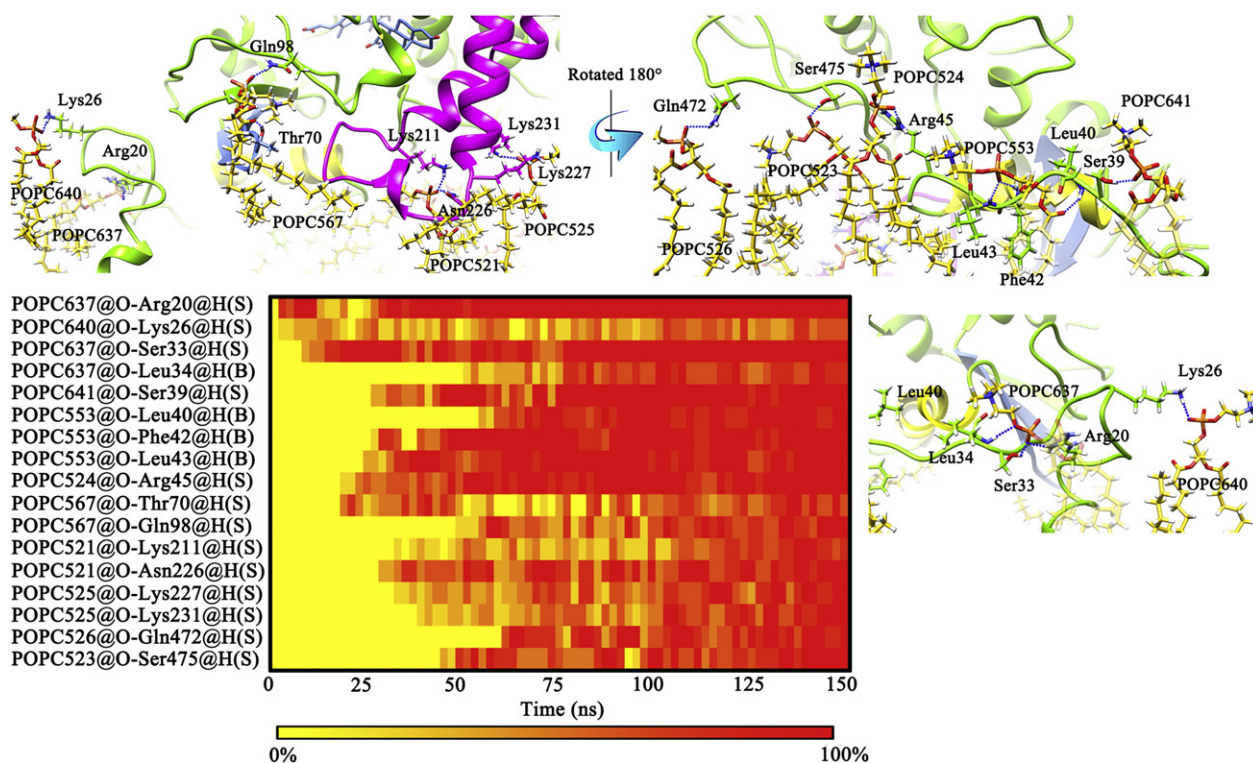 Gln98
Lys26
Arg20
POPC640
POPC637
Thr70
Lys211
Lys231
Lys227
POPC567
Asn226
POPC525
POPC521
Rotated 180°
Ser475
POPC524
Gln472
Arg45
POPC641
Leu40
POPC553
Ser39
POPC523
POPC526
Leu43
Phe42
POPC637@O-Arg20@H(S)
POPC640@O-Lys26@H(S)
POPC637@O-Ser33@H(S)
POPC637@O-Leu34@H(B)
POPC641@O-Ser39@H(S)
POPC553@O-Leu40@H(B)
POPC553@O-Phe42@H(B)
POPC553@O-Leu43@H(B)
POPC524@O-Arg45@H(S)
POPC567@O-Thr70@H(S)
POPC567@O-Gln98@H(S)
POPC521@O-Lys211@H(S)
POPC521@O-Asn226@H(S)
POPC525@O-Lys227@H(S)
POPC525@O-Lys231@H(S)
POPC526@O-Gln472@H(S)
POPC523@O-Ser475@H(S)
0 25 50 75 100 125 150
Time (ns)
0% 100%
Lys26
Leu40
POPC637
Arg20
Leu34
Ser33
POPC640